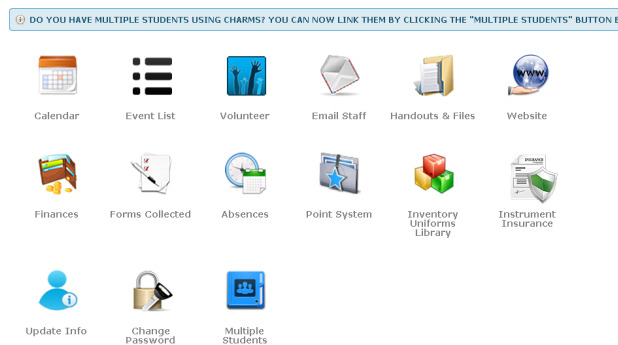 DO YOU HAVE MULTIPLE STUDENTS USING CHARMS? YOU CAN NOW LINK THEM BY CLICKING THE "MULTIPLE STUDENTS" BUTTON
Calendar
Event List
Volunteer
Email Staff
Handouts & Files
WWW.
Website
INSURANCE
Finances
Forms Collected
Absences
Point System
Inventory
Uniforms
Library
Instrument
Insurance
Update Info
Change
Password
Multiple
Students